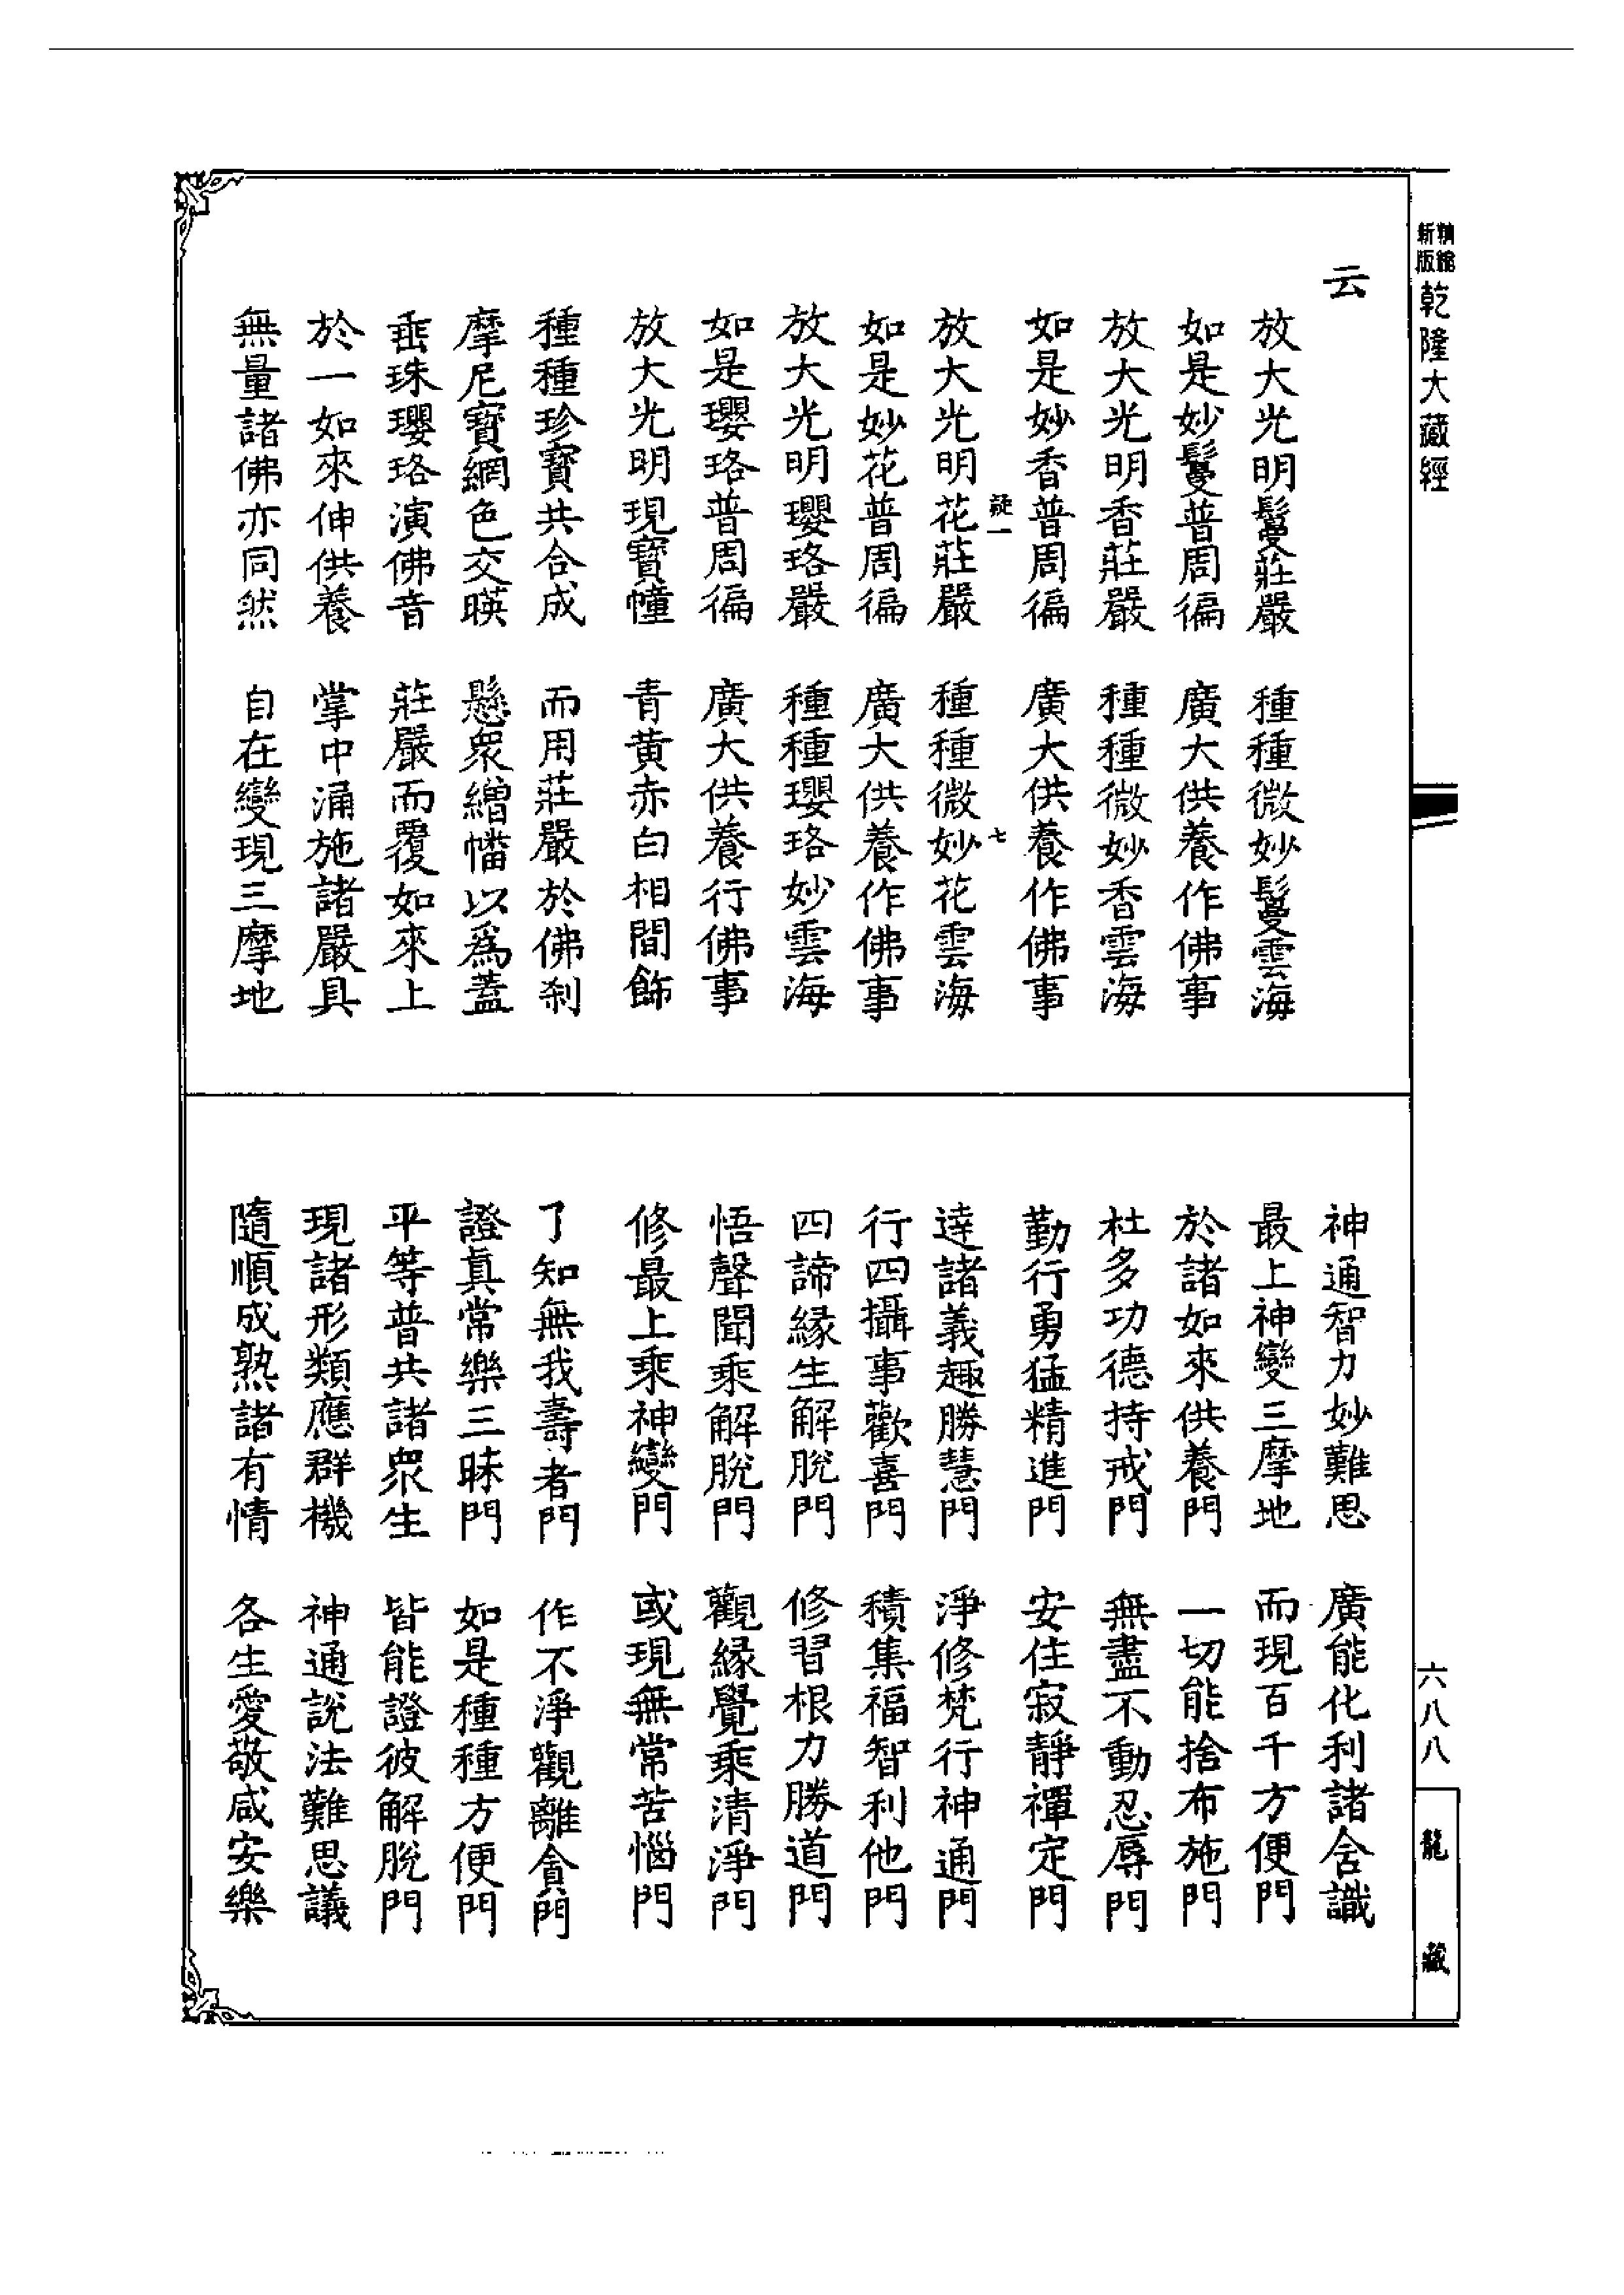 新版精縮乾隆大藏經
云
放大光明鬘莊嚴　種種微妙鬘雲海
如是妙鬘普周徧　廣大供養作佛事
放大光明香莊嚴　種種微妙香雲海
如是妙香普周徧　廣大供養作佛事
疑一　七
放大光明花莊嚴　種種微妙花雲海
如是妙花普周徧　廣大供養作佛事
放大光明瓔珞嚴　種種瓔珞妙雲海
如是瓔珞普周徧　廣大供養行佛事
放大光明現寶幢　青黃赤白相間飾
種種珍寶共合成　而用莊嚴於佛刹
摩尼寶網色交暎　懸眾繒幡以為蓋
垂珠瓔珞演佛音　莊嚴而覆如來上
於一如來伸供養　掌中涌施諸嚴具
無量諸佛亦同然　自在變現三摩地
神通智力妙難思　廣能化利諸含識
最上神變三摩地　而現百千方便門
於諸如來供養門　一切能捨布施門
杜多功德持戒門　無盡不動忍辱門
勤行勇猛精進門　安住寂靜禪定門
達諸義趣勝慧門　淨修梵行神通門
行四攝事歡喜門　積集福智利他門
四諦緣生解脫門　修習根力勝道門
悟聲聞乘解脫門　觀緣覺乘清淨門
修最上乘神變門　或現無常苦惱門
了知無我壽者門　作不淨觀離貪門
證真常樂三昧門　如是種種方便門
平等普共諸眾生　皆能證彼解脫門
現諸形類應群機　神通說法難思議
隨順成熟諸有情　各生愛敬咸安樂
六八八
龍藏